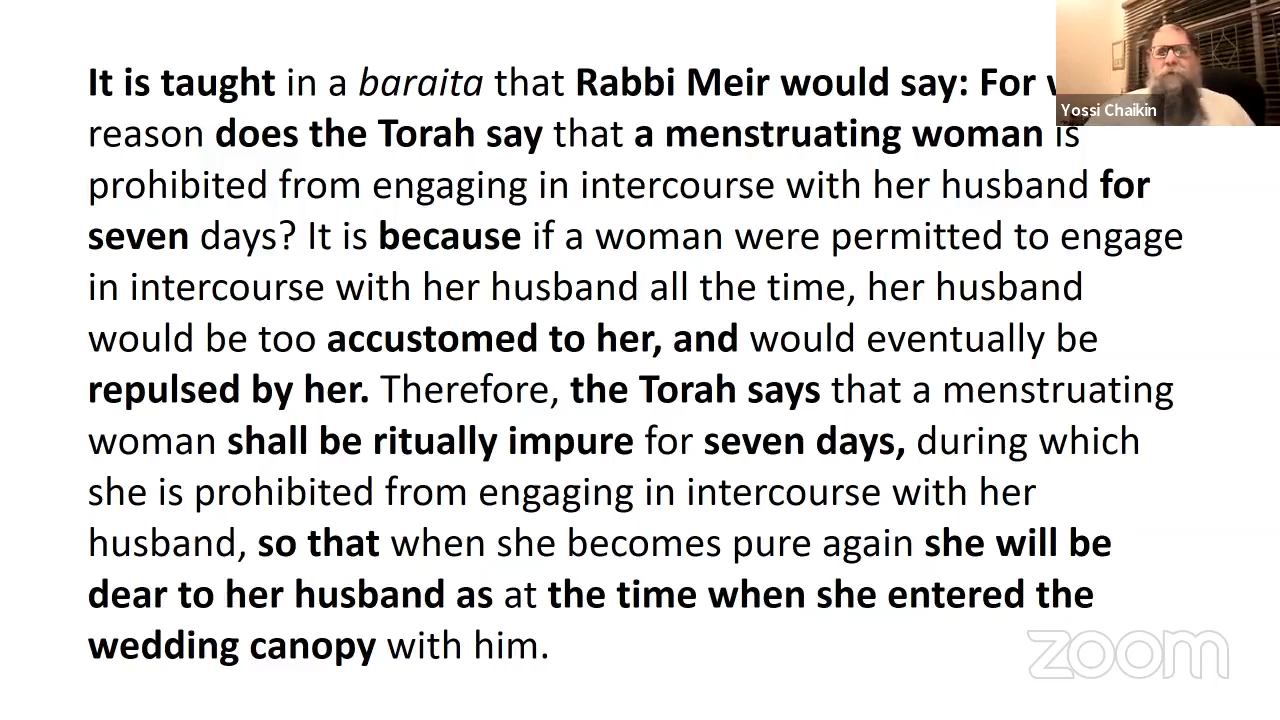 It is taught in a baraita that Rabbi Meir would say: For
reason does the Torah say that a menstruating woman is
prohibited from engaging in intercourse with her husband for
seven days? It is because if a woman were permitted to engage
in intercourse with her husband all the time, her husband
would be too accustomed to her, and would eventually be
repulsed by her. Therefore, the Torah says that a menstruating
woman shall be ritually impure for seven days, during which
she is prohibited from engaging in intercourse with her
husband, so that when she becomes pure again she will be
dear to her husband as at the time when she entered the
wedding canopy with him.
Yossi Chaikin
zoom